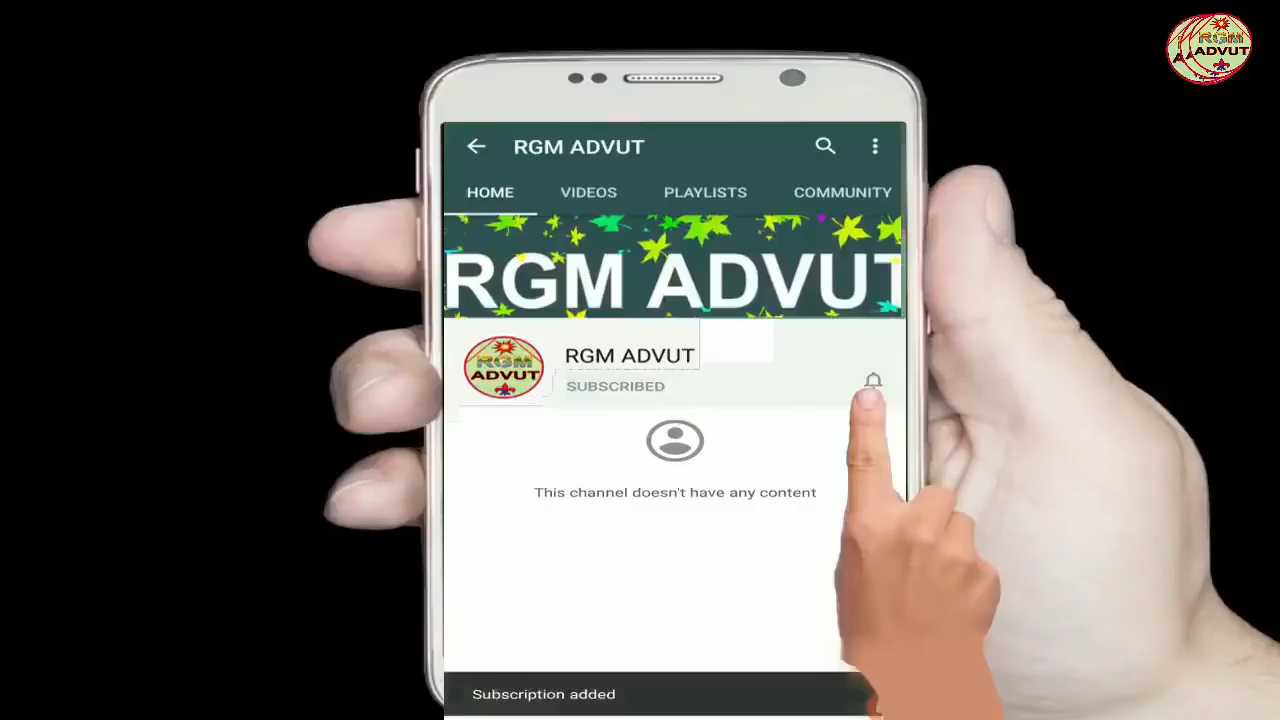 RGM
ADVUT
RGM ADVUT
HOME VIDEOS PLAYLISTS COMMUNITY
RGM ADVUT
RGM
ADVUT
RGM ADVUT
SUBSCRIBED
This channel doesn't have any content
Subscription added